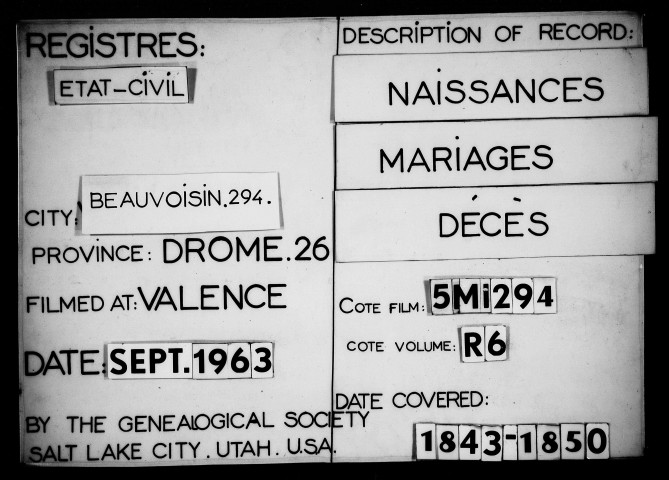 REGISTRES:
ETAT-CIVIL
CITY: BEAUVOISIN.294.
PROVINCE: DROME.26
FILMED AT: VALENCE
DATE: SEPT.1963
BY THE GENEALOGICAL SOCIETY
SALT LAKE CITY. UTAH. U.S.A.
DESCRIPTION OF RECORD:
NAISSANCES
MARIAGES
DÉCÈS
COTE FILM: 5Mi294
COTE VOLUME: R6
DATE COVERED:
1843-1850